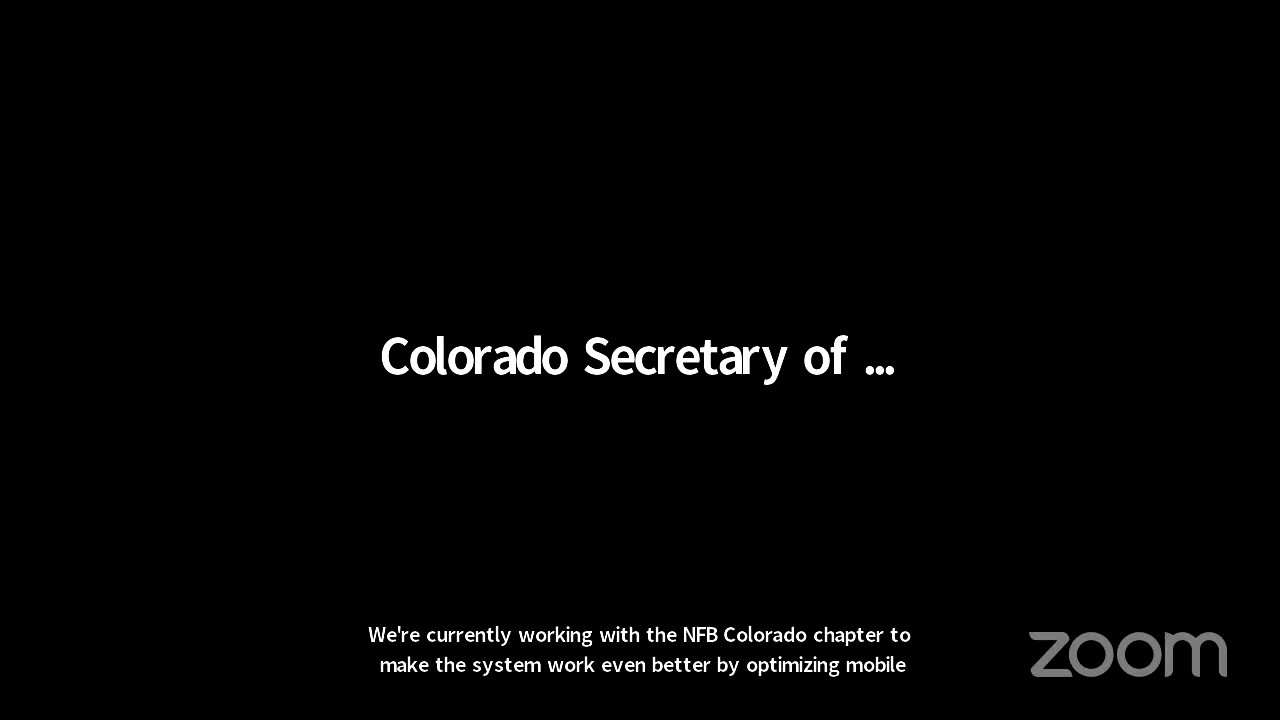 Colorado Secretary of ...
We're currently working with the NFB Colorado chapter to
make the system work even better by optimizing mobile
zoom